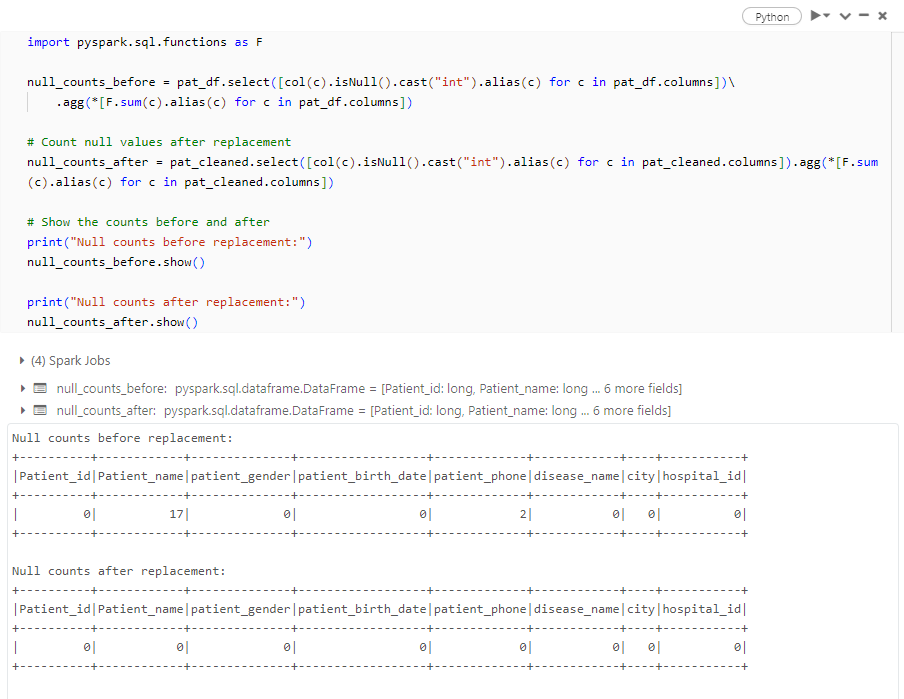 Python
import pyspark.sql.functions as F
null_counts_before = pat_df.select([col(c).isNull().cast("int").alias(c) for c in pat_df.columns])\
    .agg(*[F.sum(c).alias(c) for c in pat_df.columns])
# Count null values after replacement
null_counts_after = pat_cleaned.select([col(c).isNull().cast("int").alias(c) for c in pat_cleaned.columns]).agg(*[F.sum
(c).alias(c) for c in pat_cleaned.columns])
# Show the counts before and after
print("Null counts before replacement:")
null_counts_before.show()
print("Null counts after replacement:")
null_counts_after.show()
(4) Spark Jobs
null_counts_before: pyspark.sql.dataframe.DataFrame = [Patient_id: long, Patient_name: long ... 6 more fields]
null_counts_after: pyspark.sql.dataframe.DataFrame = [Patient_id: long, Patient_name: long ... 6 more fields]
Null counts before replacement:
+----------+------------+--------------+------------------+-------------+------------+----+-----------+
|Patient_id|Patient_name|patient_gender|patient_birth_date|patient_phone|disease_name|city|hospital_id|
+----------+------------+--------------+------------------+-------------+------------+----+-----------+
|         0|          17|             0|                 0|            2|           0|   0|          0|
+----------+------------+--------------+------------------+-------------+------------+----+-----------+
Null counts after replacement:
+----------+------------+--------------+------------------+-------------+------------+----+-----------+
|Patient_id|Patient_name|patient_gender|patient_birth_date|patient_phone|disease_name|city|hospital_id|
+----------+------------+--------------+------------------+-------------+------------+----+-----------+
|         0|           0|             0|                 0|            0|           0|   0|          0|
+----------+------------+--------------+------------------+-------------+------------+----+-----------+